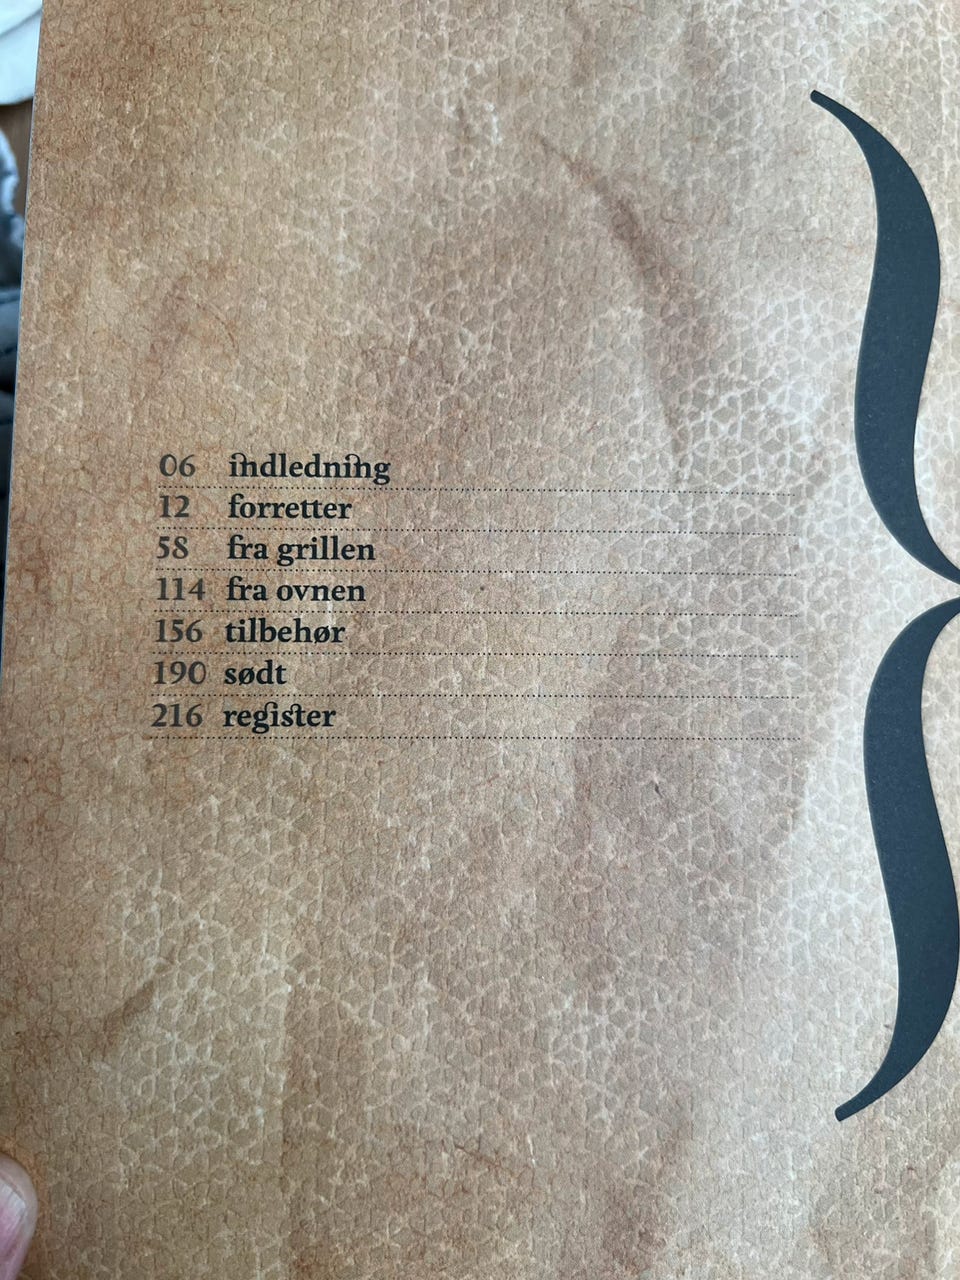 06 indledning
12 forretter
58 fra grillen
114 fra ovnen
156 tilbehør
190 sødt
216 register